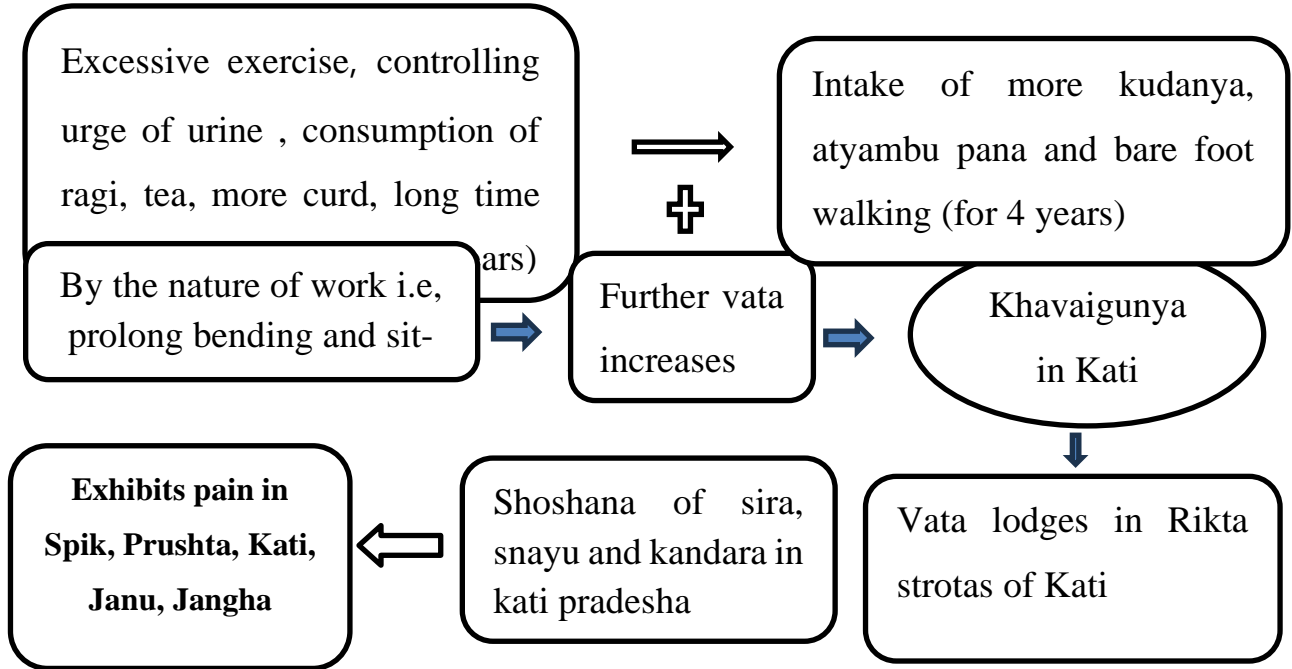 Excessive exercise, controlling
urge of urine , consumption of
ragi, tea, more curd, long time
ars)
Intake of more kudanya,
atyambu pana and bare foot
walking (for 4 years)
By the nature of work i.e,
prolong bending and sit-
Further vata
increases
Khavaigunya
in Kati
Vata lodges in Rikta
strotas of Kati
Shoshana of sira,
snayu and kandara in
kati pradesha
Exhibits pain in
Spik, Prushta, Kati,
Janu, Jangha